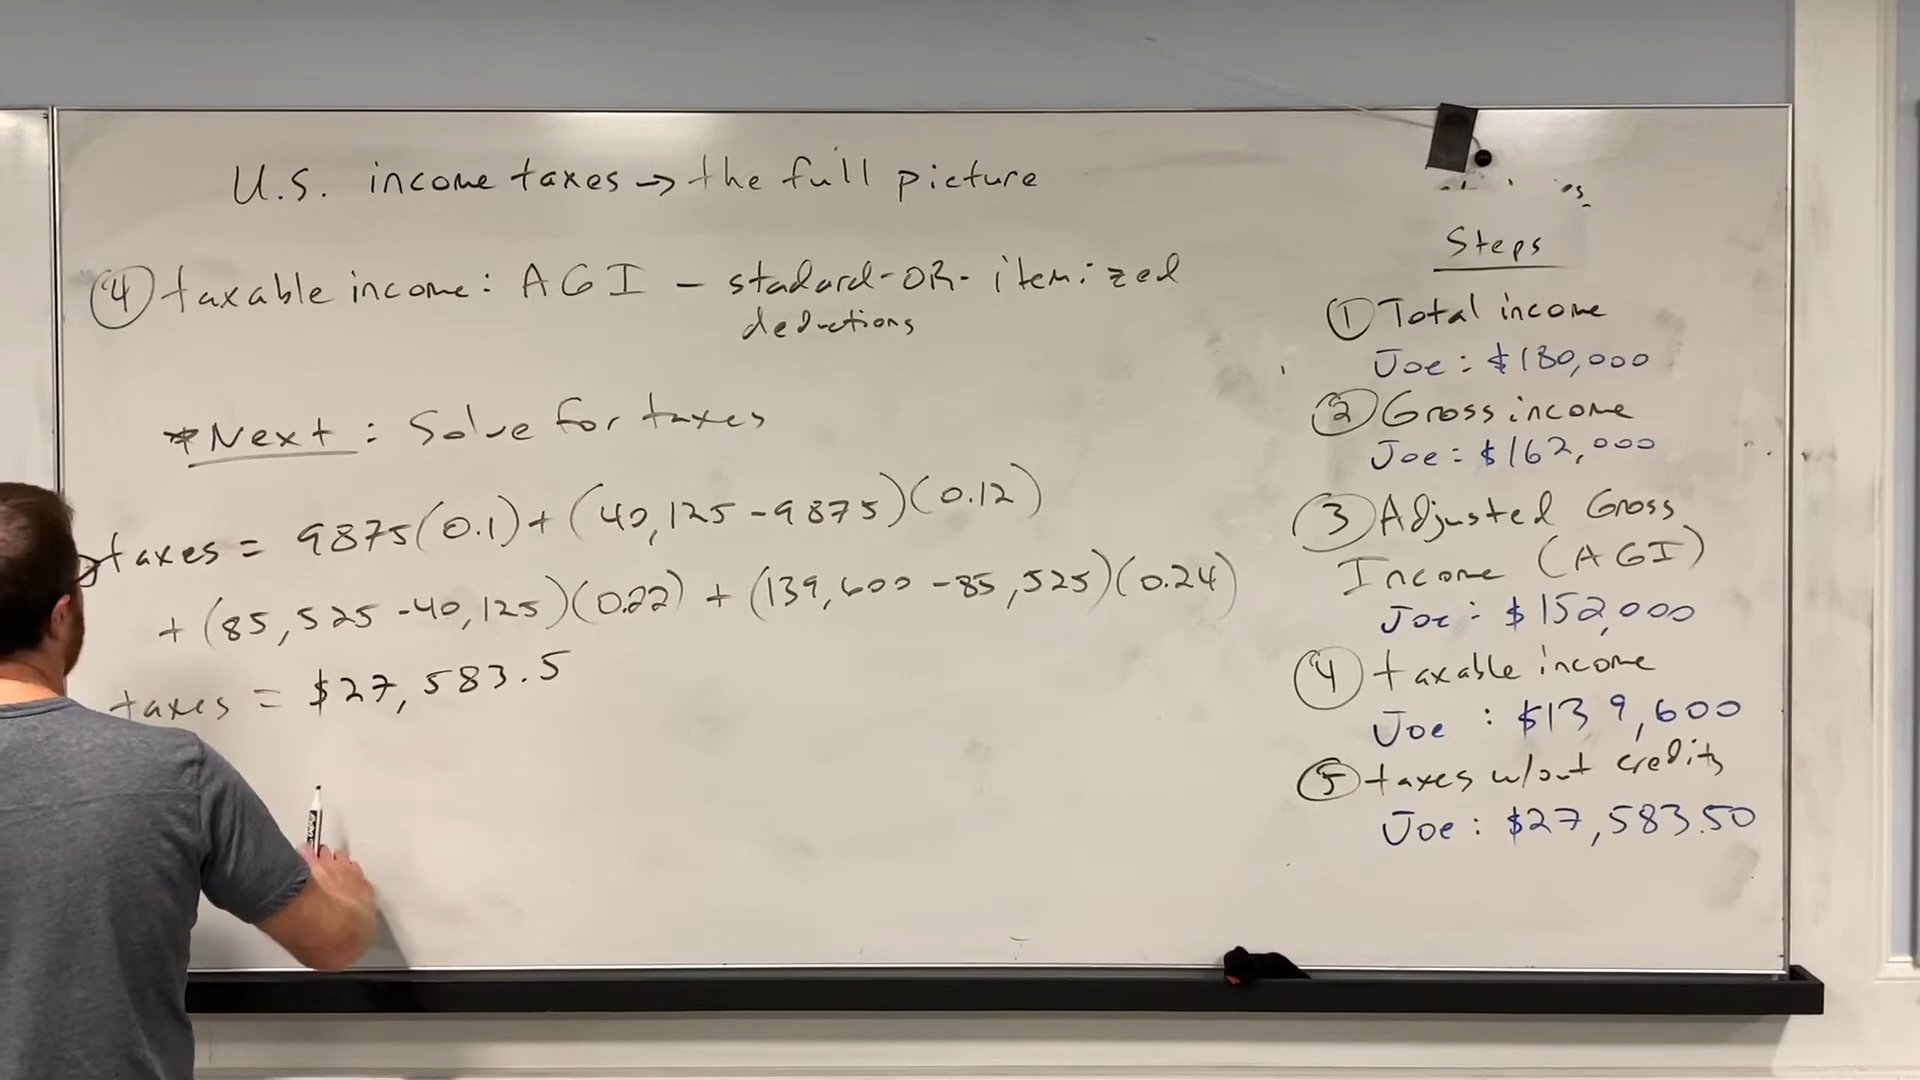 U.S. income taxes → the full picture
④ taxable income: AGI - stadard-OR-itemized
deductions
*Next: Solve for taxes
taxes = 9875(0.1)+(40,125-9875)(0.12)
+ (85,525-40,125)(0.22) + (139,600-85,525)(0.24)
taxes = $27,583.5
Steps
① Total income
Joe: $180,000
② Gross income
Joe: $162,000
③ Adjusted Gross
Income (AGI)
Joe: $152,000
④ taxable income
Joe: $139,600
⑤ taxes w/out credits
Joe: $27,583.50